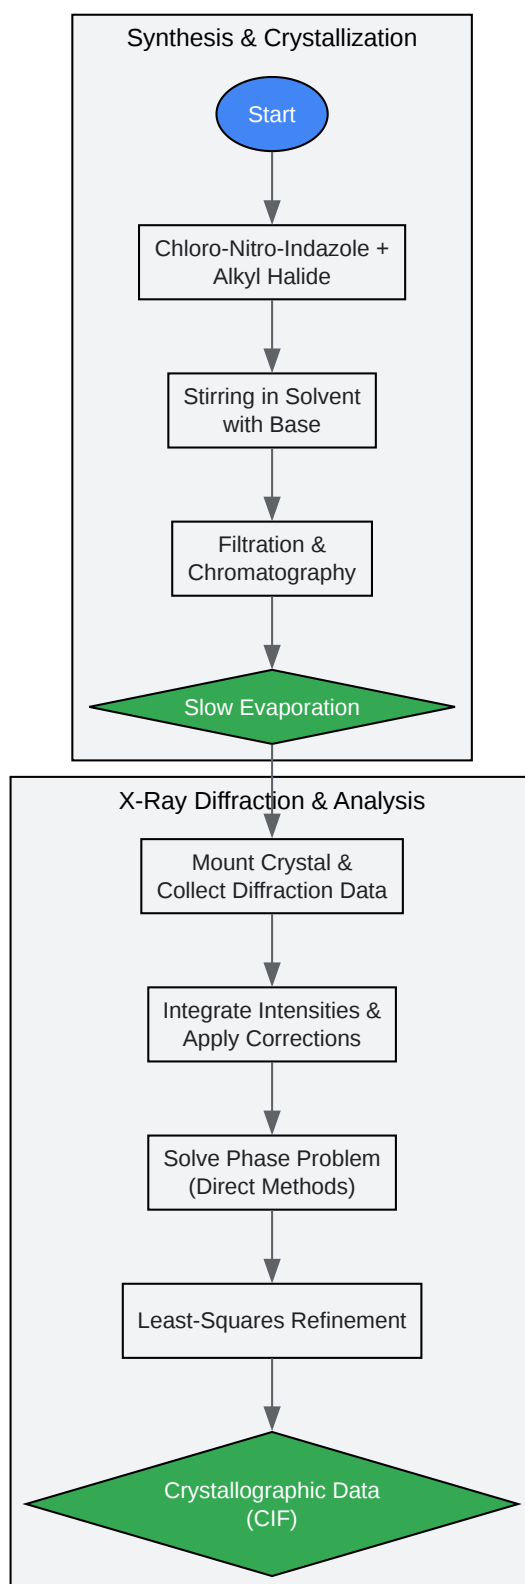 Synthesis & Crystallization
Start
Chloro-Nitro-Indazole +
Alkyl Halide
Stirring in Solvent
with Base
Filtration &
Chromatography
Slow Evaporation
X-Ray Diffraction & Analysis
Mount Crystal &
Collect Diffraction Data
Integrate Intensities &
Apply Corrections
Solve Phase Problem
(Direct Methods)
Least-Squares Refinement
Crystallographic Data
(CIF)